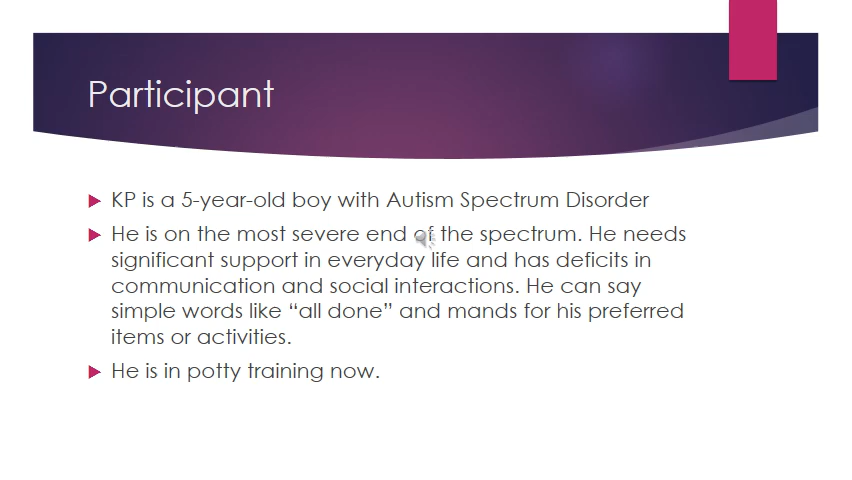 Participant
KP is a 5-year-old boy with Autism Spectrum Disorder
He is on the most severe end of the spectrum. He needs
significant support in everyday life and has deficits in
communication and social interactions. He can say
simple words like “all done” and mands for his preferred
items or activities.
He is in potty training now.